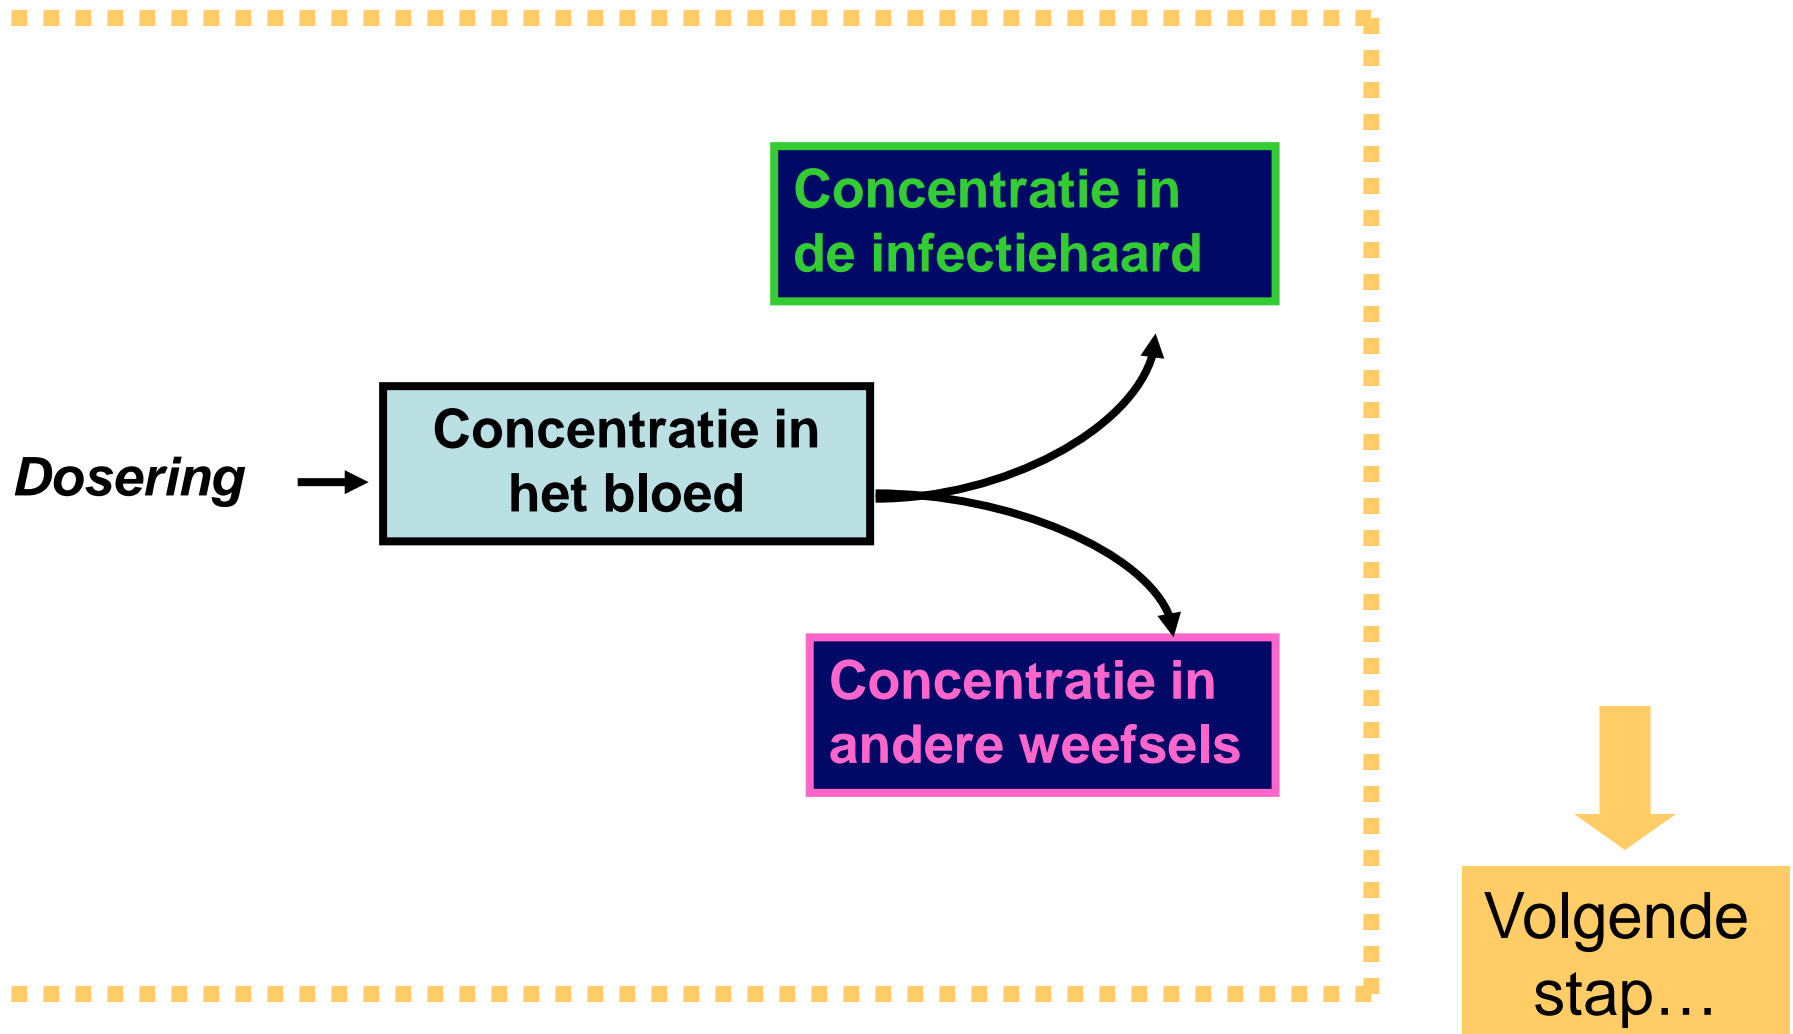 Concentratie in
de infectiehaard
Dosering
Concentratie in
het bloed
Concentratie in
andere weefsels
Volgende
stap…